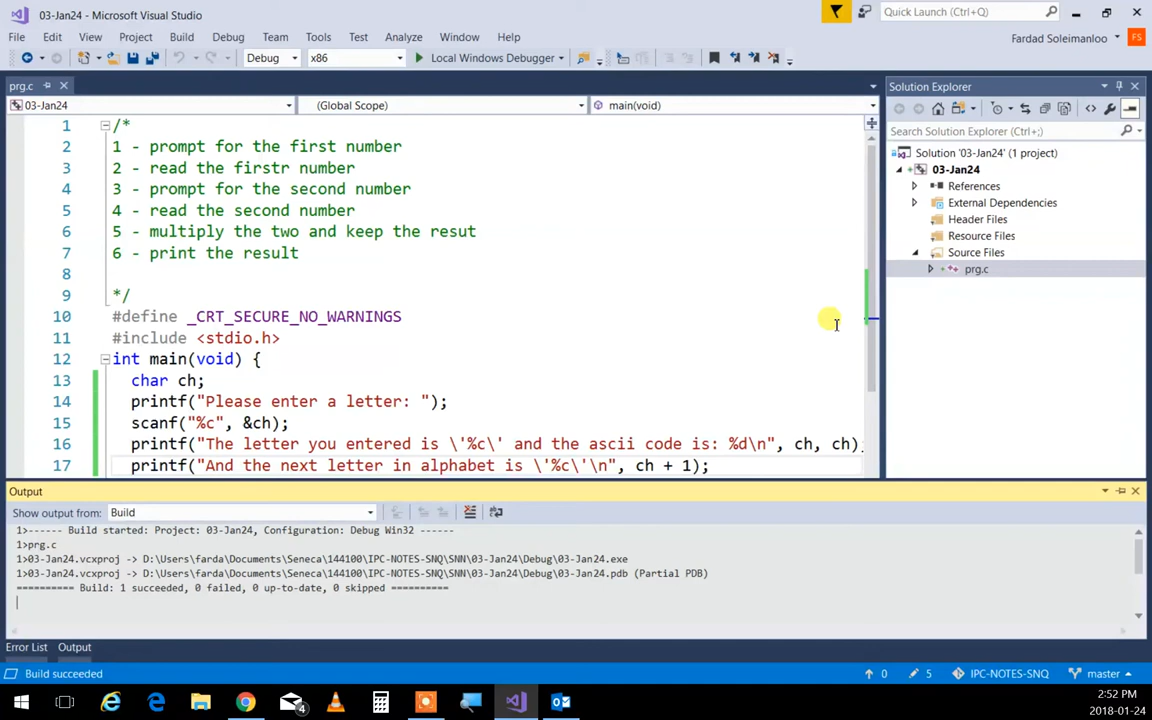 03-Jan24 - Microsoft Visual Studio
Quick Launch (Ctrl+Q)
File Edit View Project Build Debug Team Tools Test Analyze Window Help
Fardad Soleimanloo FS
Debug x86 Local Windows Debugger
prg.c
03-Jan24 (Global Scope) main(void)
1 /*
2 1 - prompt for the first number
3 2 - read the firstr number
4 3 - prompt for the second number
5 4 - read the second number
6 5 - multiply the two and keep the resut
7 6 - print the result
8
9 */
10 #define _CRT_SECURE_NO_WARNINGS
11 #include <stdio.h>
12 int main(void) {
13 char ch;
14 printf("Please enter a letter: ");
15 scanf("%c", &ch);
16 printf("The letter you entered is \'%c\' and the ascii code is: %d\n", ch, ch);
17 printf("And the next letter in alphabet is \'%c\'\n", ch + 1);
Solution Explorer
Search Solution Explorer (Ctrl+;)
Solution '03-Jan24' (1 project)
03-Jan24
References
External Dependencies
Header Files
Resource Files
Source Files
prg.c
Output
Show output from: Build
1>------ Build started: Project: 03-Jan24, Configuration: Debug Win32 ------
1>prg.c
1>03-Jan24.vcxproj -> D:\Users\farda\Documents\Seneca\144100\IPC-NOTES-SNQ\SNN\03-Jan24\Debug\03-Jan24.exe
1>03-Jan24.vcxproj -> D:\Users\farda\Documents\Seneca\144100\IPC-NOTES-SNQ\SNN\03-Jan24\Debug\03-Jan24.pdb (Partial PDB)
========== Build: 1 succeeded, 0 failed, 0 up-to-date, 0 skipped ==========
Error List Output
Build succeeded 0 5 IPC-NOTES-SNQ master
4
2:52 PM
2018-01-24